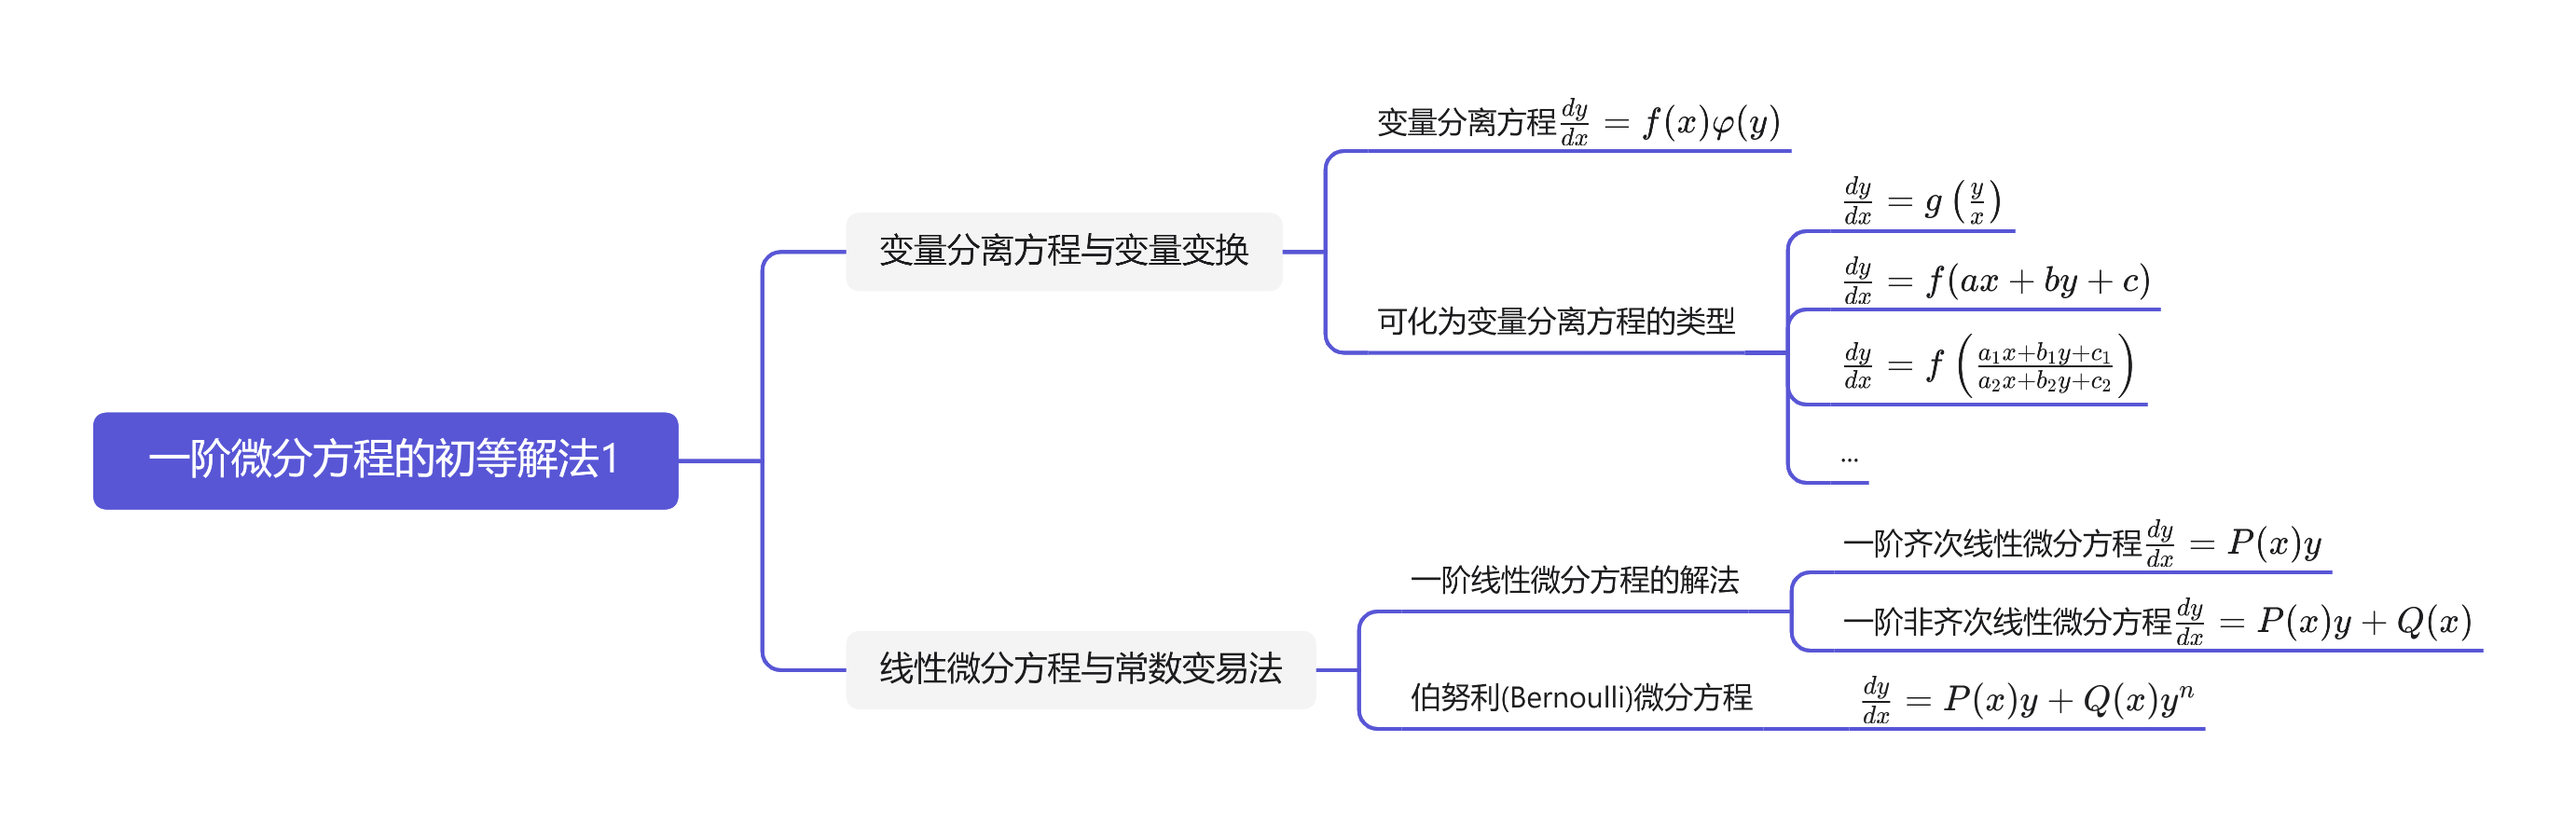 一阶微分方程的初等解法1
变量分离方程与变量变换
变量分离方程$\frac{dy}{dx} = f(x)\varphi(y)$
可化为变量分离方程的类型
$\frac{dy}{dx} = g\left(\frac{y}{x}\right)$
$\frac{dy}{dx} = f(ax + by + c)$
$\frac{dy}{dx} = f\left(\frac{a_1x+b_1y+c_1}{a_2x+b_2y+c_2}\right)$
...
线性微分方程与常数变易法
一阶线性微分方程的解法
一阶齐次线性微分方程$\frac{dy}{dx} = P(x)y$
一阶非齐次线性微分方程$\frac{dy}{dx} = P(x)y + Q(x)$
伯努利(Bernoulli)微分方程
$\frac{dy}{dx} = P(x)y + Q(x)y^n$